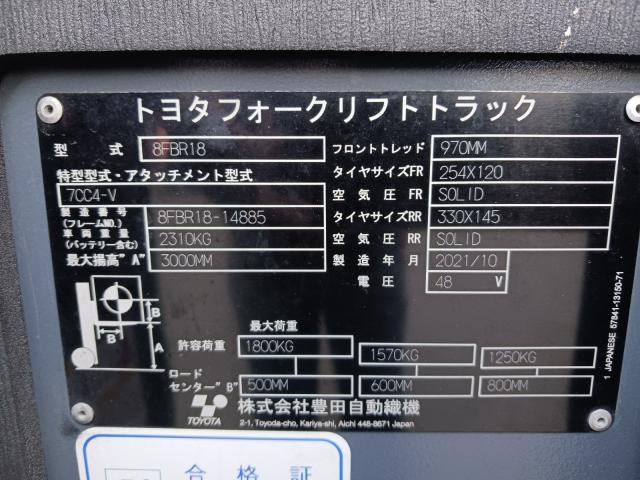 トヨタフォークリフトトラック
型式 8FBR18 フロントトレッド 970MM
特型型式・アタッチメント型式 タイヤサイズFR 254X120
7CC4-V 空気圧 FR SOLID
製造番号 (フレームNO.) 8FBR18-14885 タイヤサイズRR 330X145
車両重量 (バッテリー含む) 2310KG 空気圧 RR SOLID
最大揚高"A" 3000MM 製造年月 2021/10
電圧 48 V
B
B A
最大荷重
許容荷重 1800KG 1570KG 1250KG
ロード
センター"B" 500MM 600MM 800MM
TOYOTA 株式会社豊田自動織機
2-1, Toyoda-cho, Kariya-shi, Aichi 448-8671 Japan
1 JAPANESE 57841-13150-71
合格証